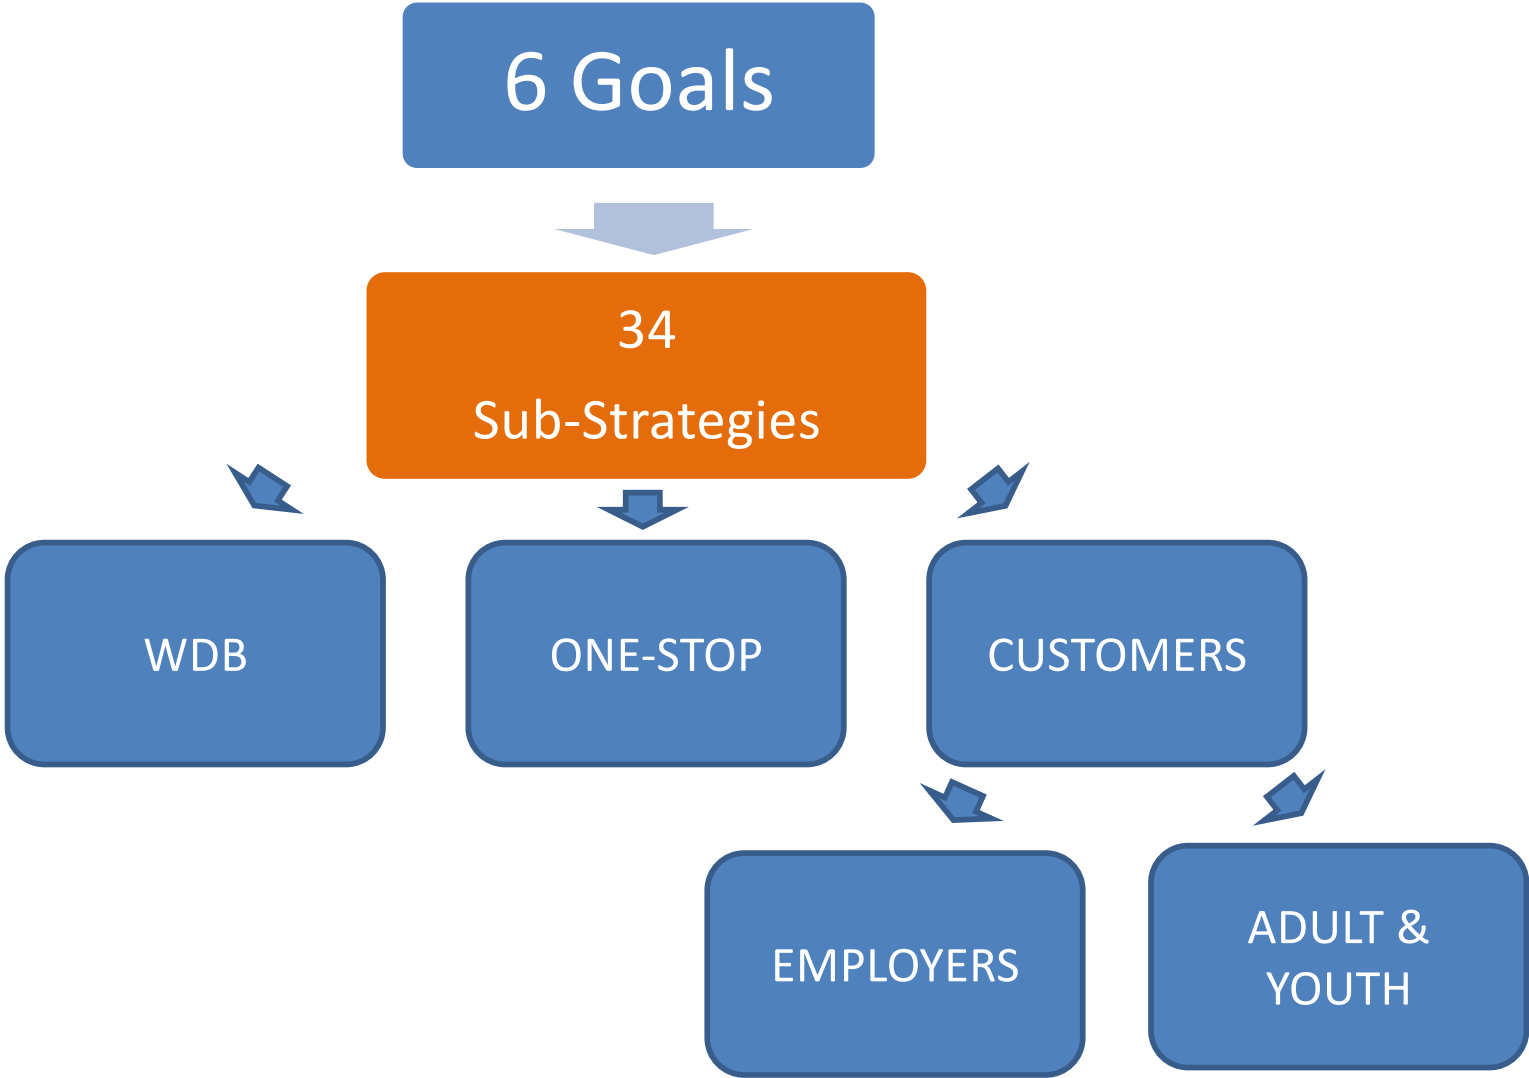 6 Goals
34
Sub-Strategies
WDB
ONE-STOP
CUSTOMERS
EMPLOYERS
ADULT &
YOUTH